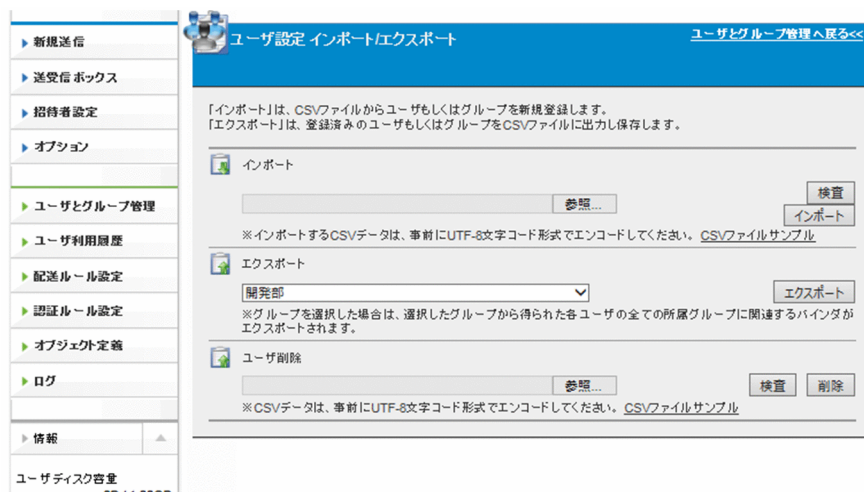 新規送信
送受信ボックス
招待者設定
オプション
ユーザとグループ管理
ユーザ利用履歴
配送ルール設定
認証ルール設定
オブジェクト定義
ログ
情報
ユーザディスク容量
ユーザ設定 インポート/エクスポート
ユーザとグループ管理へ戻る<<
「インポート」は、CSVファイルからユーザもしくはグループを新規登録します。
「エクスポート」は、登録済みのユーザもしくはグループをCSVファイルに出力し保存します。
インポート
参照...
検査
インポート
※インポートするCSVデータは、事前にUTF-8文字コード形式でエンコードしてください。 CSVファイルサンプル
エクスポート
開発部
エクスポート
※グループを選択した場合は、選択したグループから得られた各ユーザの全ての所属グループに関連するバインダが
エクスポートされます。
ユーザ削除
参照...
検査
削除
※CSVデータは、事前にUTF-8文字コード形式でエンコードしてください。 CSVファイルサンプル